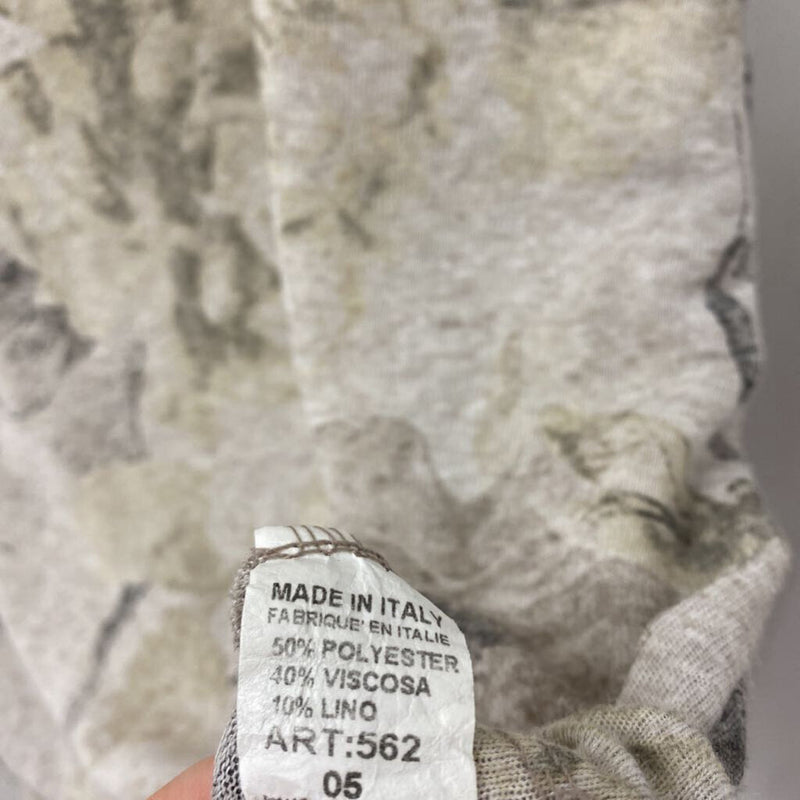 MADE IN ITALY
FABRIQUE' EN ITALIE
50% POLYESTER
40% VISCOSA
10% LINO
ART:562
05